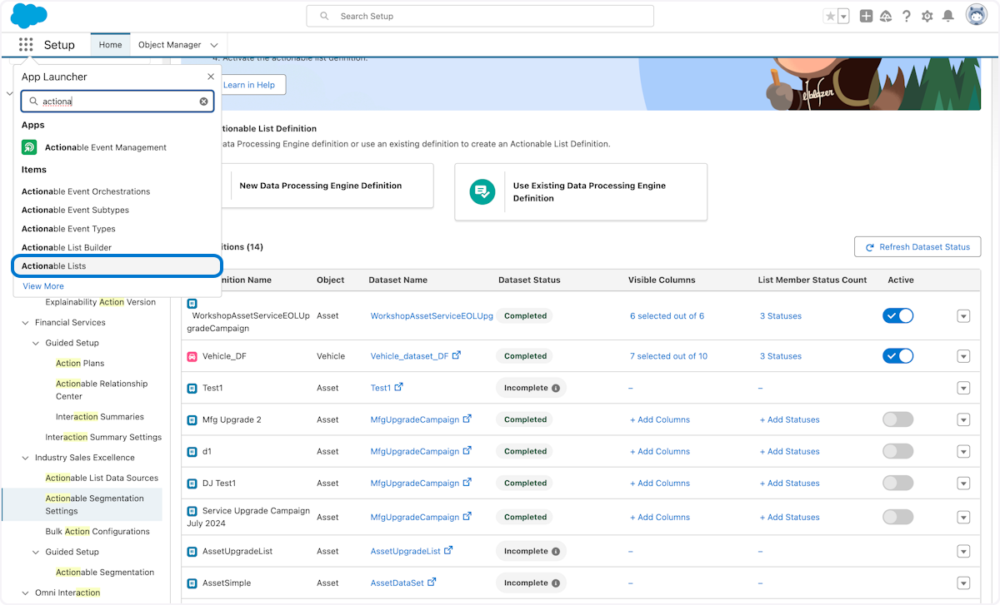 Search Setup
Setup
Home
Object Manager
4. Activate the actionable list definition.
Learn in Help
blazer
App Launcher
actiona
Apps
Actionable Event Management
Items
Actionable Event Orchestrations
Actionable Event Subtypes
Actionable Event Types
Actionable List Builder
Actionable Lists
View More
Explainability Action Version
Financial Services
Guided Setup
Action Plans
Actionable Relationship
Center
Interaction Summaries
Interaction Summary Settings
Industry Sales Excellence
Actionable List Data Sources
Actionable Segmentation
Settings
Bulk Action Configurations
Guided Setup
Actionable Segmentation
Omni Interaction
tionable List Definition
ata Processing Engine definition or use an existing definition to create an Actionable List Definition.
New Data Processing Engine Definition
Use Existing Data Processing Engine
Definition
itions (14)
Refresh Dataset Status
nition Name Object Dataset Name Dataset Status Visible Columns List Member Status Count Active
WorkshopAssetServiceEOLUp
gradeCampaign Asset WorkshopAssetServiceEOLUpg Completed 6 selected out of 6 3 Statuses
Vehicle_DF Vehicle Vehicle_dataset_DF Completed 7 selected out of 10 3 Statuses
Test1 Asset Test1 Incomplete – –
Mfg Upgrade 2 Asset MfgUpgradeCampaign Completed + Add Columns + Add Statuses
d1 Asset MfgUpgradeCampaign Completed + Add Columns + Add Statuses
DJ Test1 Asset MfgUpgradeCampaign Completed + Add Columns + Add Statuses
Service Upgrade Campaign
July 2024 Asset MfgUpgradeCampaign Completed + Add Columns + Add Statuses
AssetUpgradeList Asset AssetUpgradeList Incomplete – –
AssetSimple Asset AssetDataSet Incomplete – –